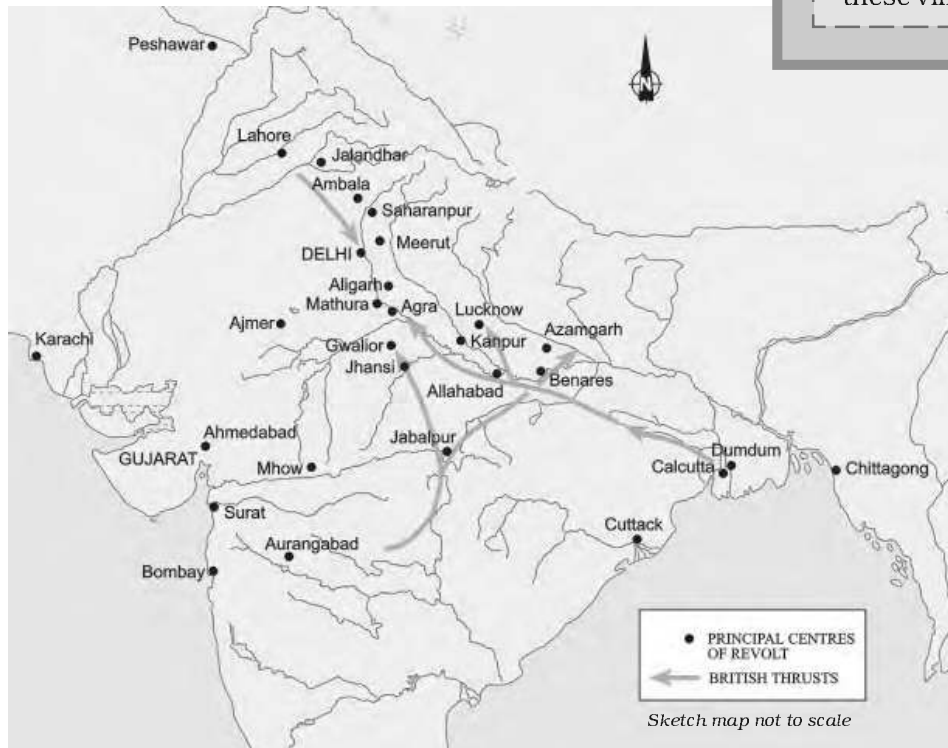 these vil
Peshawar
N
Lahore
Jalandhar
Ambala
Saharanpur
Meerut
DELHI
Aligarh
Mathura
Agra
Lucknow
Ajmer
Azamgarh
Karachi
Gwalior
Kanpur
Jhansi
Allahabad
Benares
Ahmedabad
Jabalpur
GUJARAT
Mhow
Dumdum
Calcutta
Chittagong
Surat
Cuttack
Aurangabad
Bombay
PRINCIPAL CENTRES
OF REVOLT
BRITISH THRUSTS
Sketch map not to scale